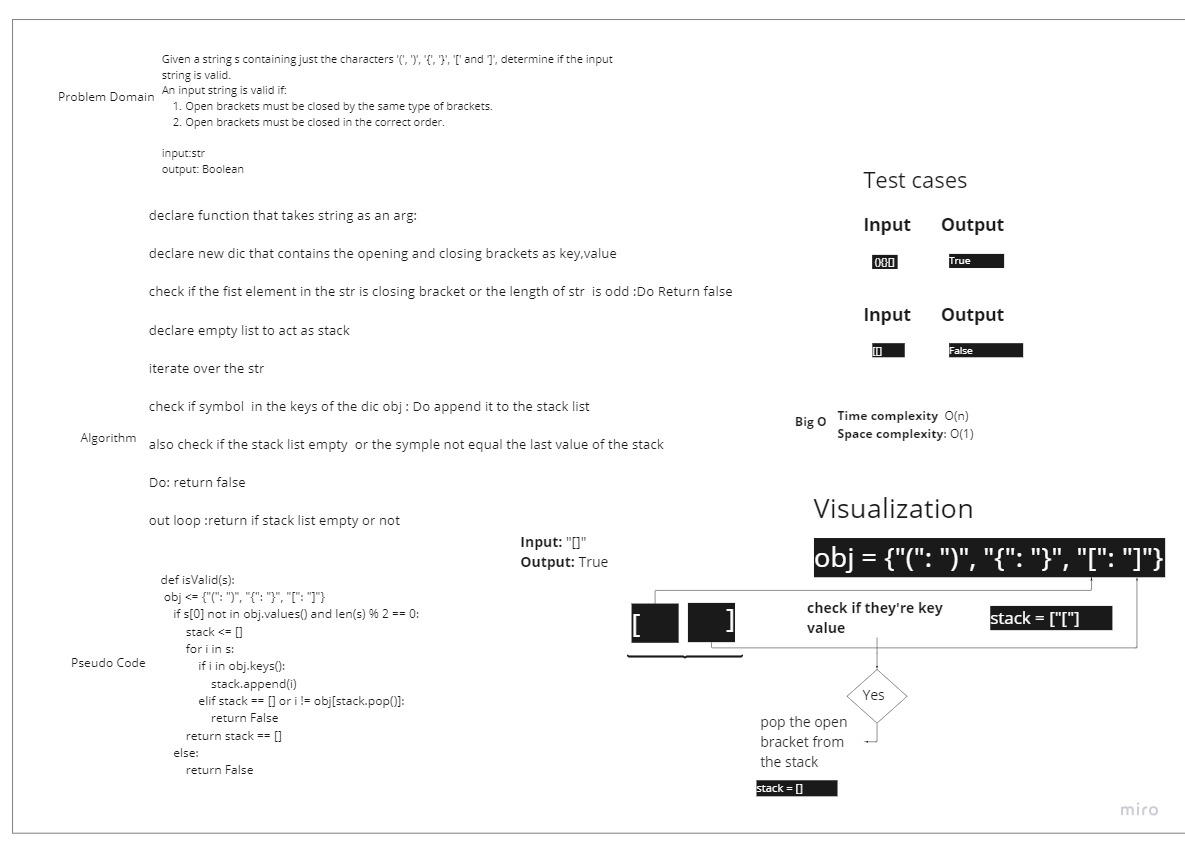 Given a string s containing just the characters '(', ')', '{', '}', '[' and ']', determine if the input
string is valid.
Problem Domain
An input string is valid if:
1. Open brackets must be closed by the same type of brackets.
2. Open brackets must be closed in the correct order.
input:str
output: Boolean
Algorithm
declare function that takes string as an arg:
declare new dic that contains the opening and closing brackets as key,value
check if the fist element in the str is closing bracket or the length of str is odd :Do Return false
declare empty list to act as stack
iterate over the str
check if symbol in the keys of the dic obj : Do append it to the stack list
also check if the stack list empty or the symple not equal the last value of the stack
Do: return false
out loop :return if stack list empty or not
Pseudo Code
def isValid(s):
obj <= {"(": ")", "{": "}", "[": "]"}
if s[0] not in obj.values() and len(s) % 2 == 0:
stack <= []
for i in s:
if i in obj.keys():
stack.append(i)
elif stack == [] or i != obj[stack.pop()]:
return False
return stack == []
else:
return False
Test cases
Input Output
True
Input Output
False
Big O
Time complexity O(n)
Space complexity: O(1)
Visualization
Input: "[]"
Output: True
obj = {"(": ")", "{": "}", "[": "]"}
[ ]
check if they're key
value
stack = ["["]
Yes
pop the open
bracket from
the stack
stack = []
miro